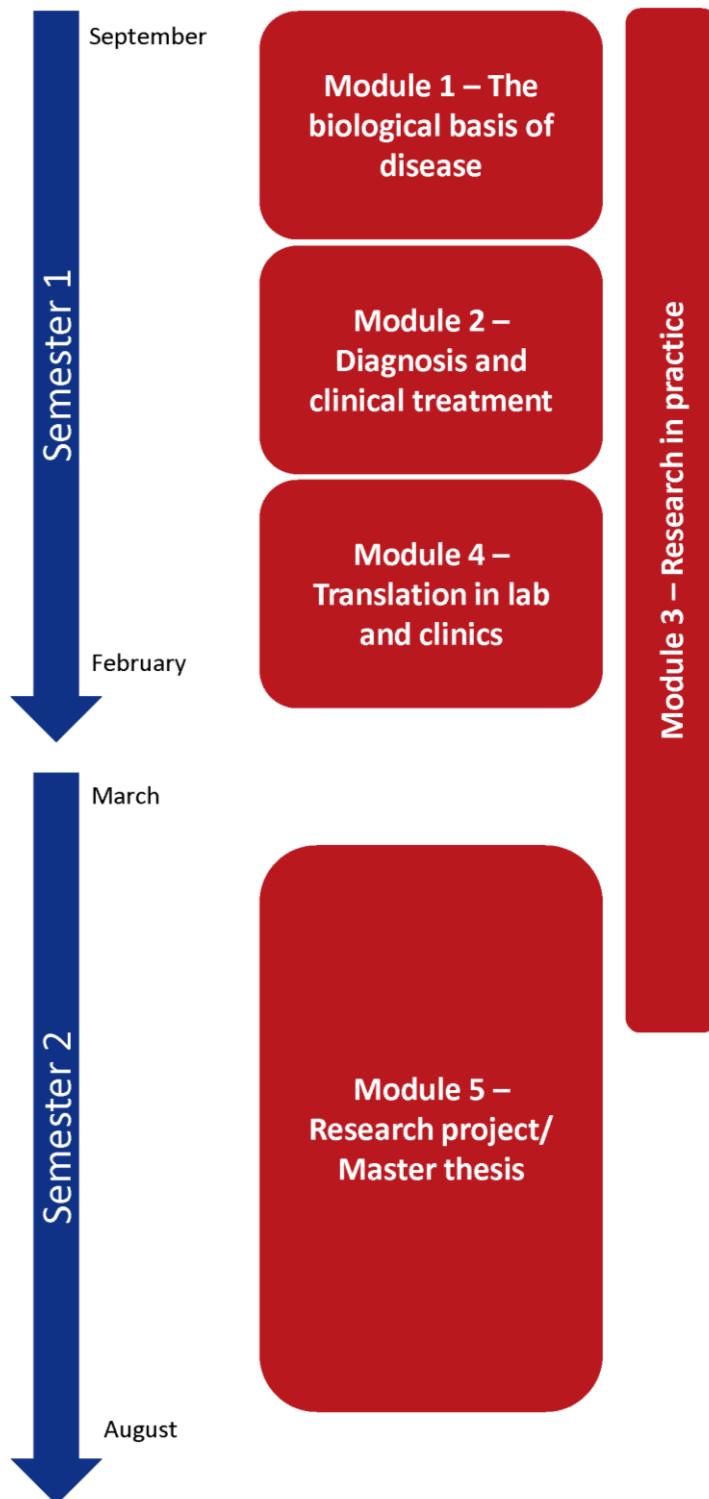 September
Semester 1
Module 1 – The
biological basis of
disease
Module 2 –
Diagnosis and
clinical treatment
Module 4 –
Translation in lab
and clinics
Module 3 – Research in practice
February
March
Semester 2
Module 5 –
Research project/
Master thesis
August